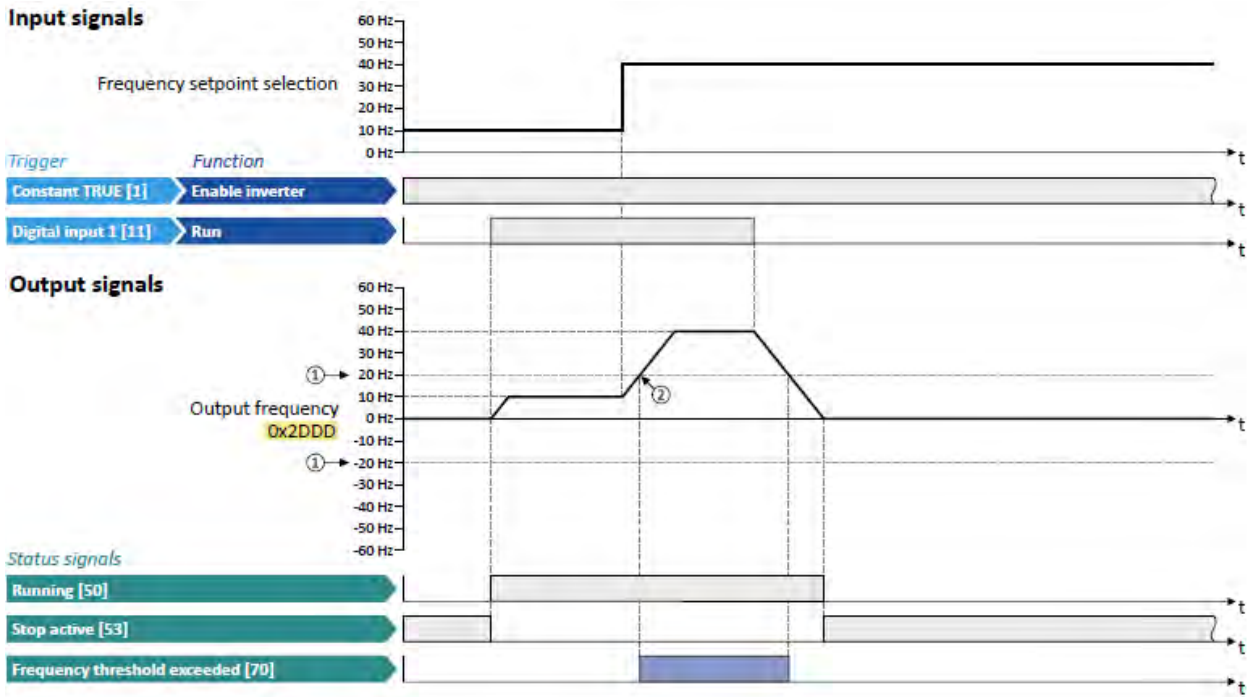 Input signals
60 Hz
50 Hz
40 Hz
Frequency setpoint selection
30 Hz
20 Hz
10 Hz
0 Hz
t
Trigger Function
Constant TRUE [1] Enable inverter
t
Digital input 1 [11] Run
t
Output signals
60 Hz
50 Hz
40 Hz
30 Hz
① 20 Hz
10 Hz
②
Output frequency
0 Hz
t
0x2DDD
-10 Hz
① -20 Hz
-30 Hz
-40 Hz
-50 Hz
-60 Hz
Status signals
Running [50]
t
Stop active [53]
t
Frequency threshold exceeded [70]
t